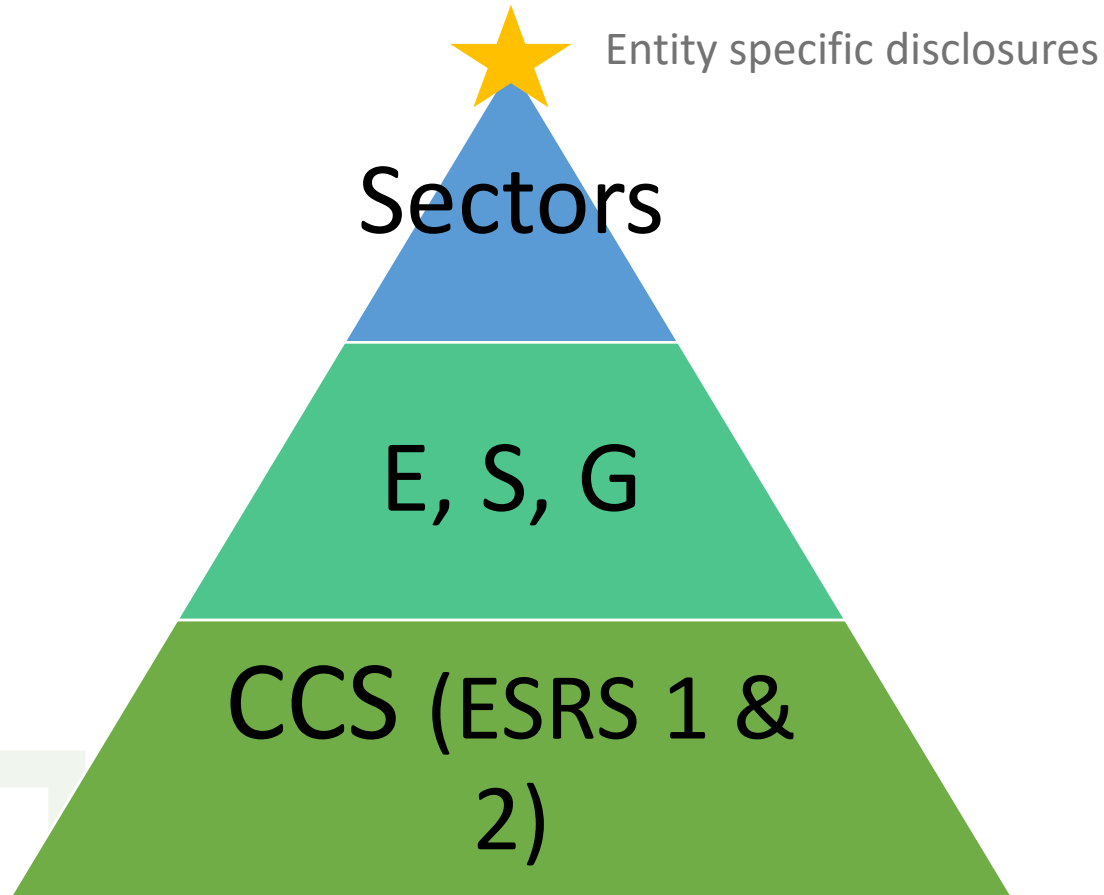 Entity specific disclosures
Sectors
E, S, G
CCS (ESRS 1 &
2)